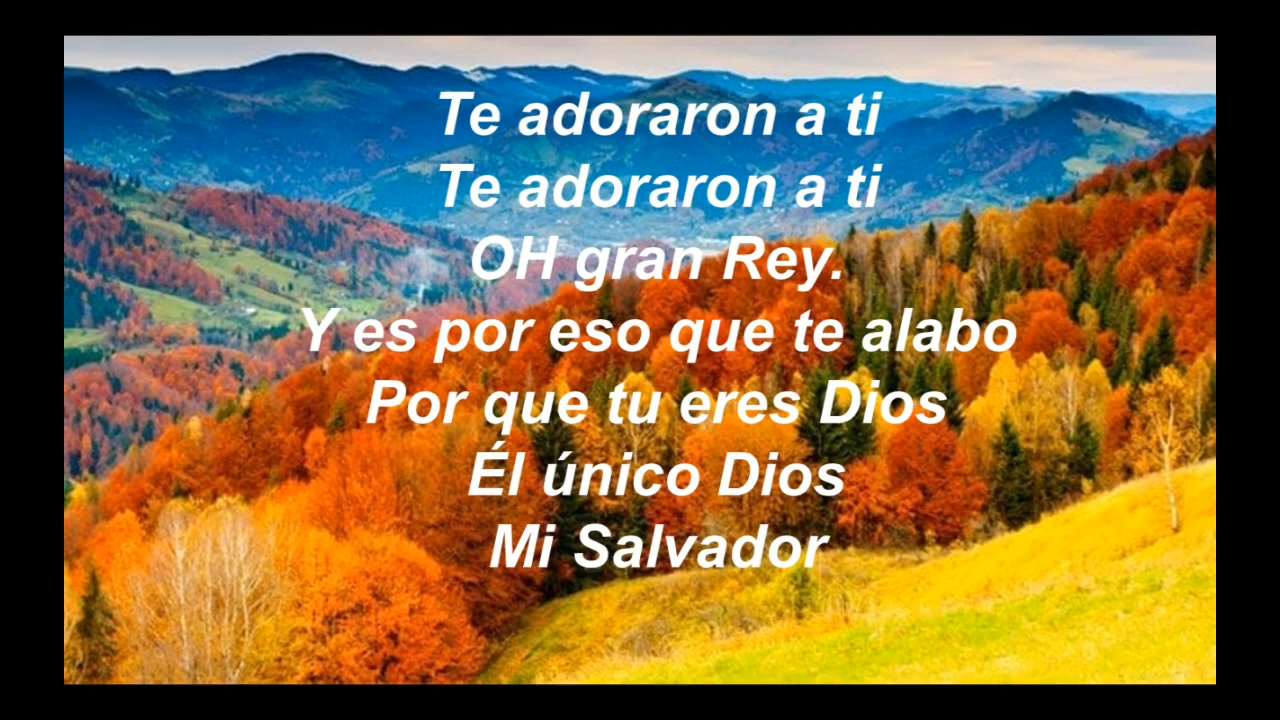 Te adoraron a ti
Te adoraron a ti
OH gran Rey.
Y es por eso que te alabo
Por que tu eres Dios
Él único Dios
Mi Salvador